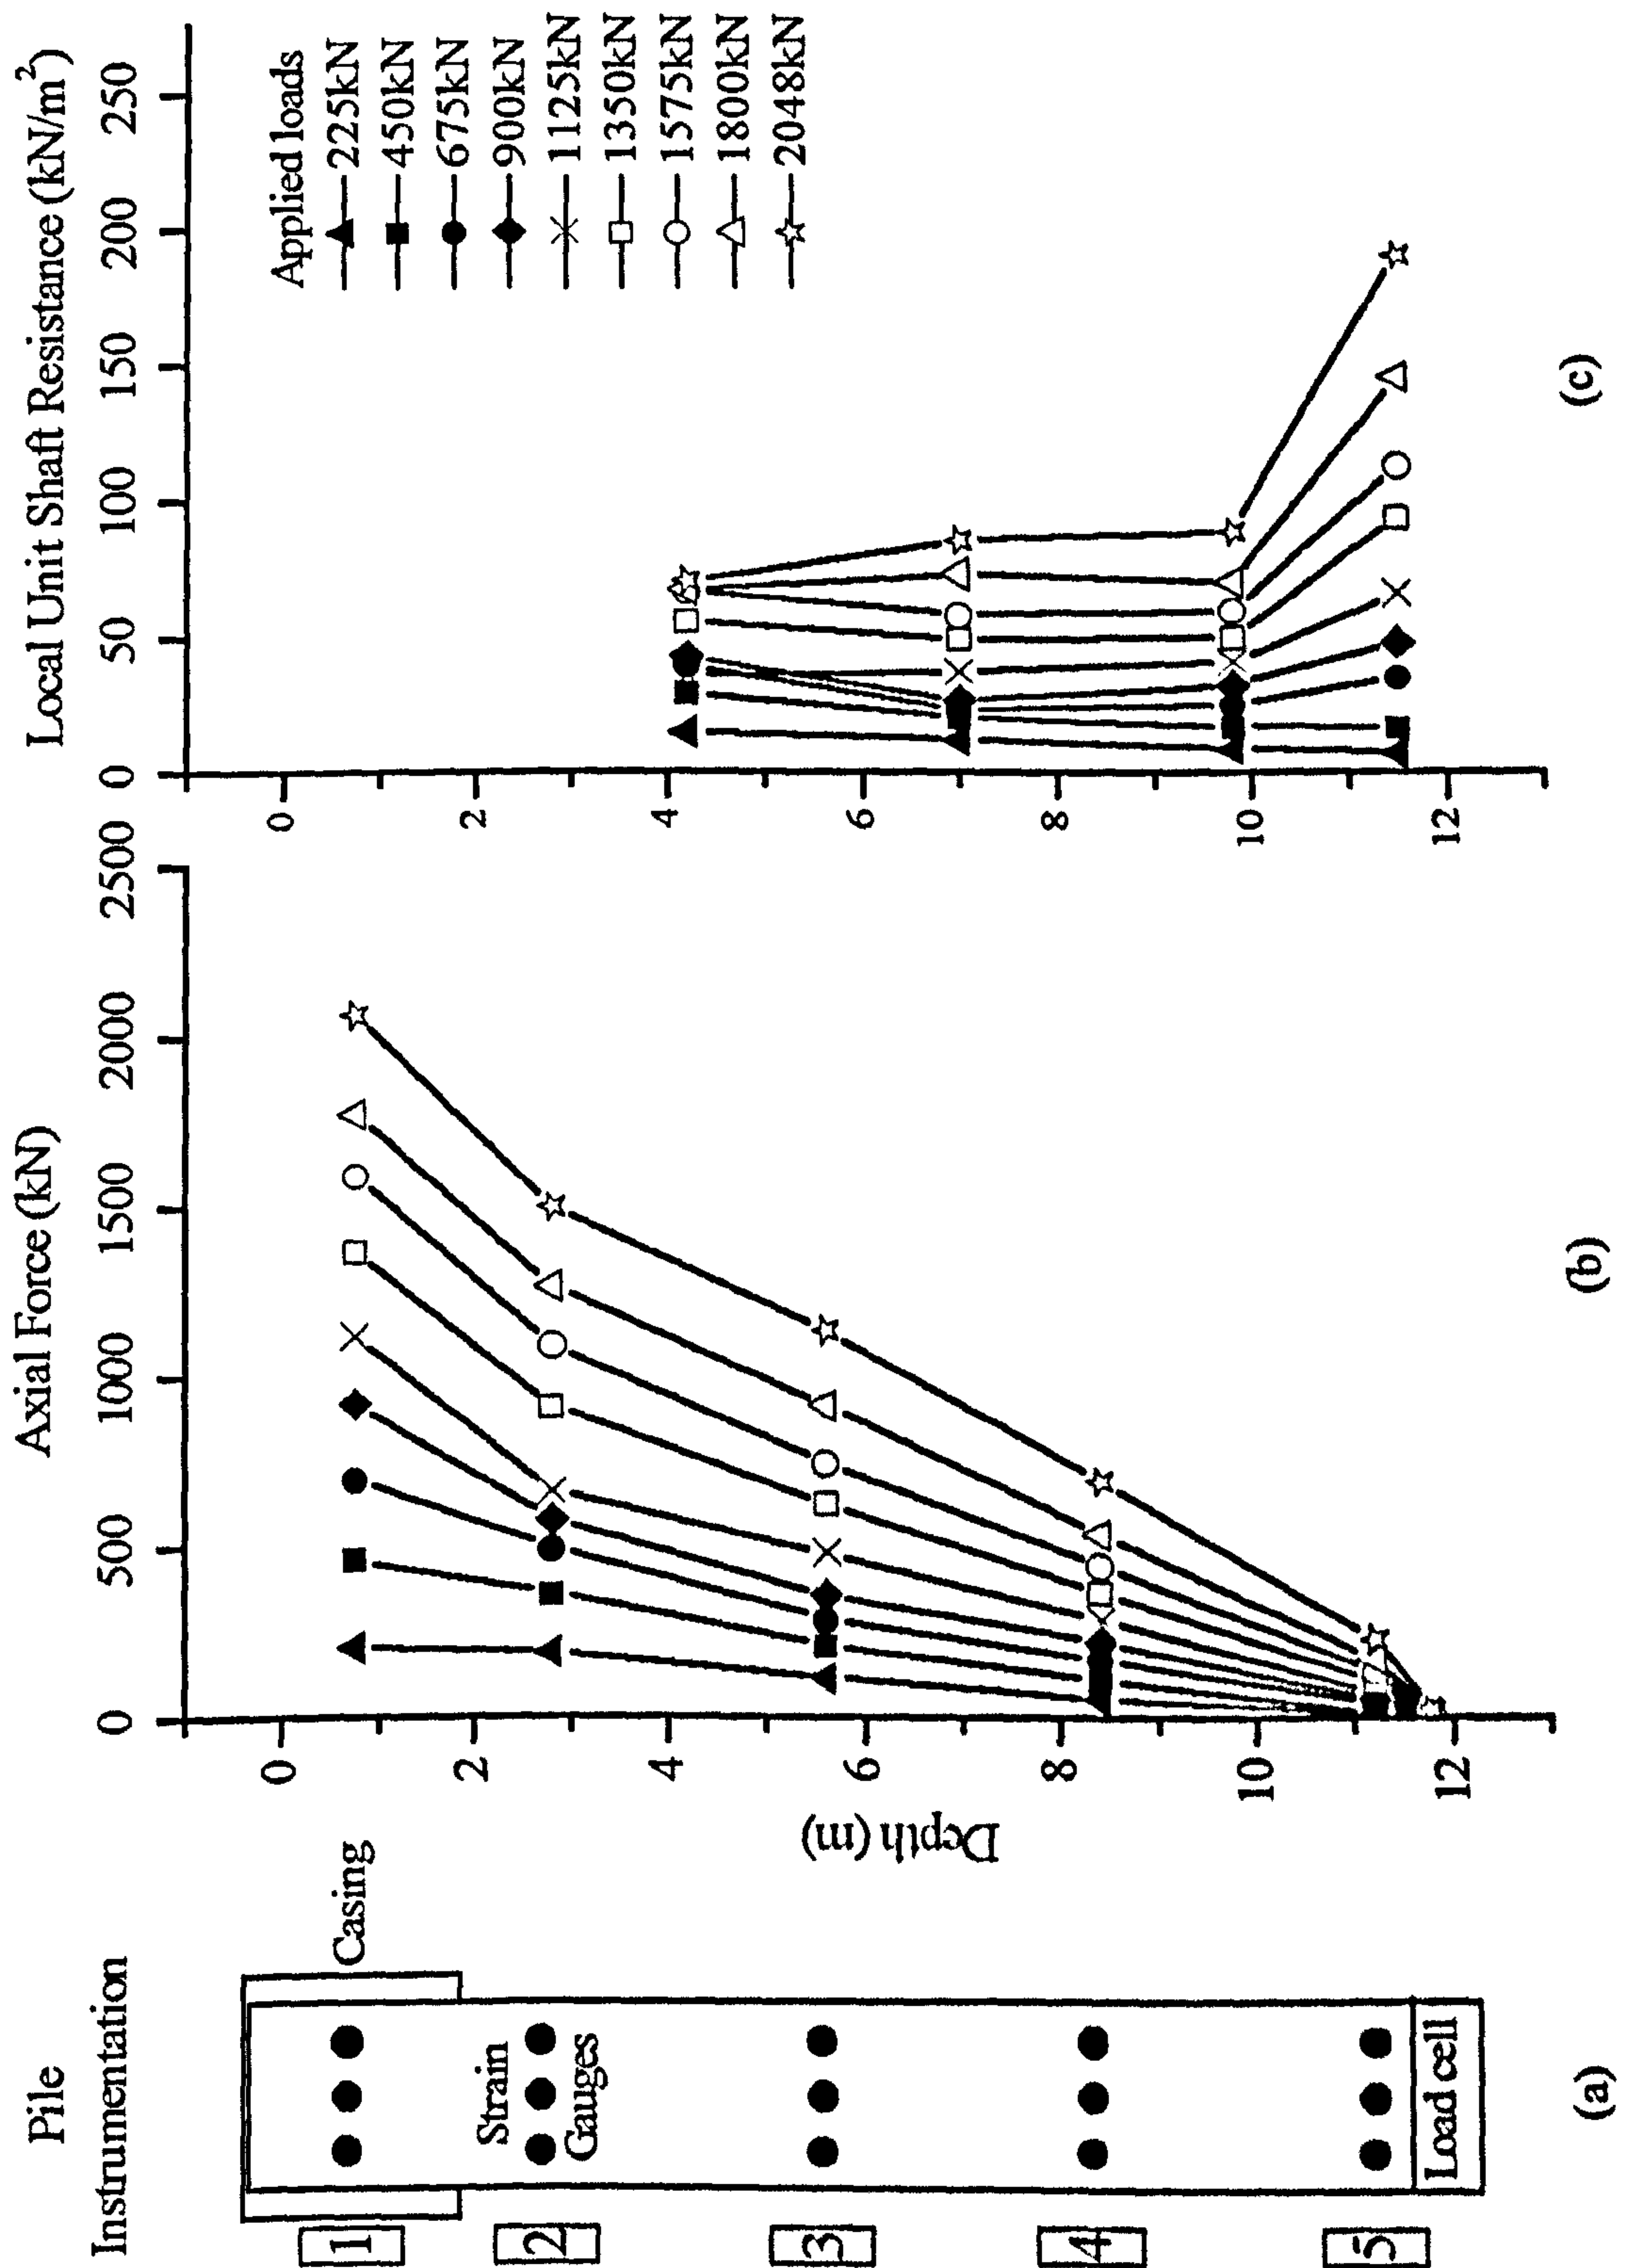 Pile
Instrumentation
1
2
3
4
5
Casing
Strain
Gauges
Load cell
(a)
Axial Force (kN)
0
500
1000
1500
2000
2500
Depth (m)
0
2
4
6
8
10
12
(b)
Local Unit Shaft Resistance (kN/m²)
0
50
100
150
200
250
0
2
4
6
8
10
12
Applied loads
225kN
450kN
675kN
900kN
1125kN
1350kN
1575kN
1800kN
2048kN
(c)